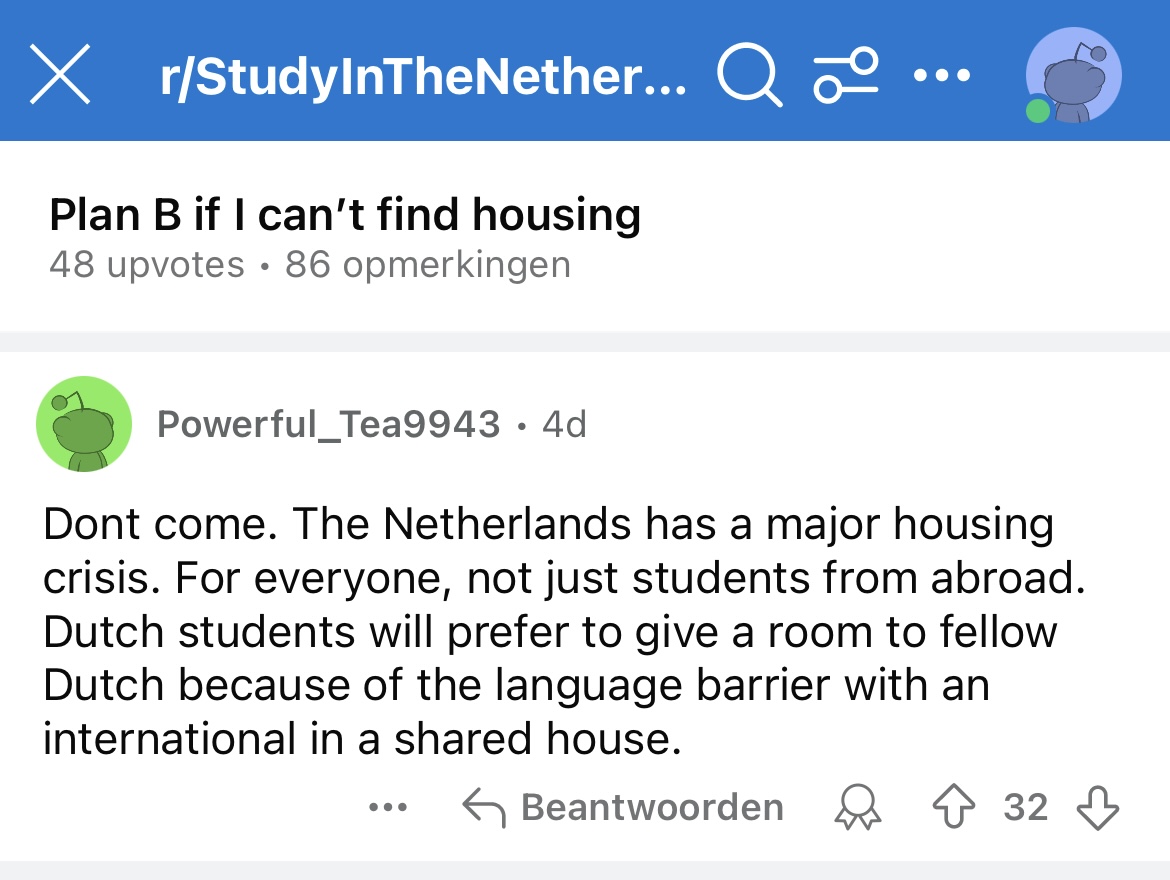 r/StudyInTheNether...
Plan B if I can’t find housing
48 upvotes • 86 opmerkingen
Powerful_Tea9943 • 4d
Dont come. The Netherlands has a major housing
crisis. For everyone, not just students from abroad.
Dutch students will prefer to give a room to fellow
Dutch because of the language barrier with an
international in a shared house.
Beantwoorden 32